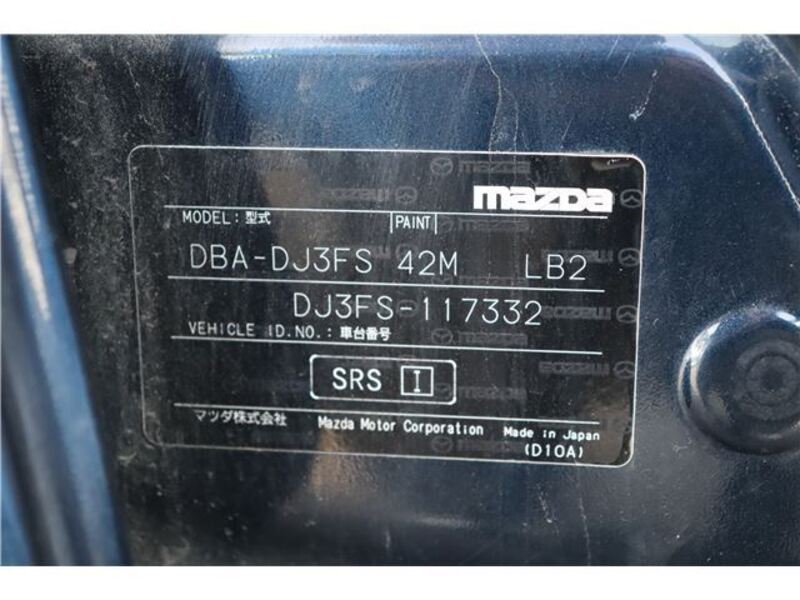 mazda
MODEL: 型式 PAINT
DBA-DJ3FS 42M LB2
DJ3FS-117332
VEHICLE ID.NO.: 車台番号
SRS I
マツダ株式会社 Mazda Motor Corporation Made in Japan
(D10A)